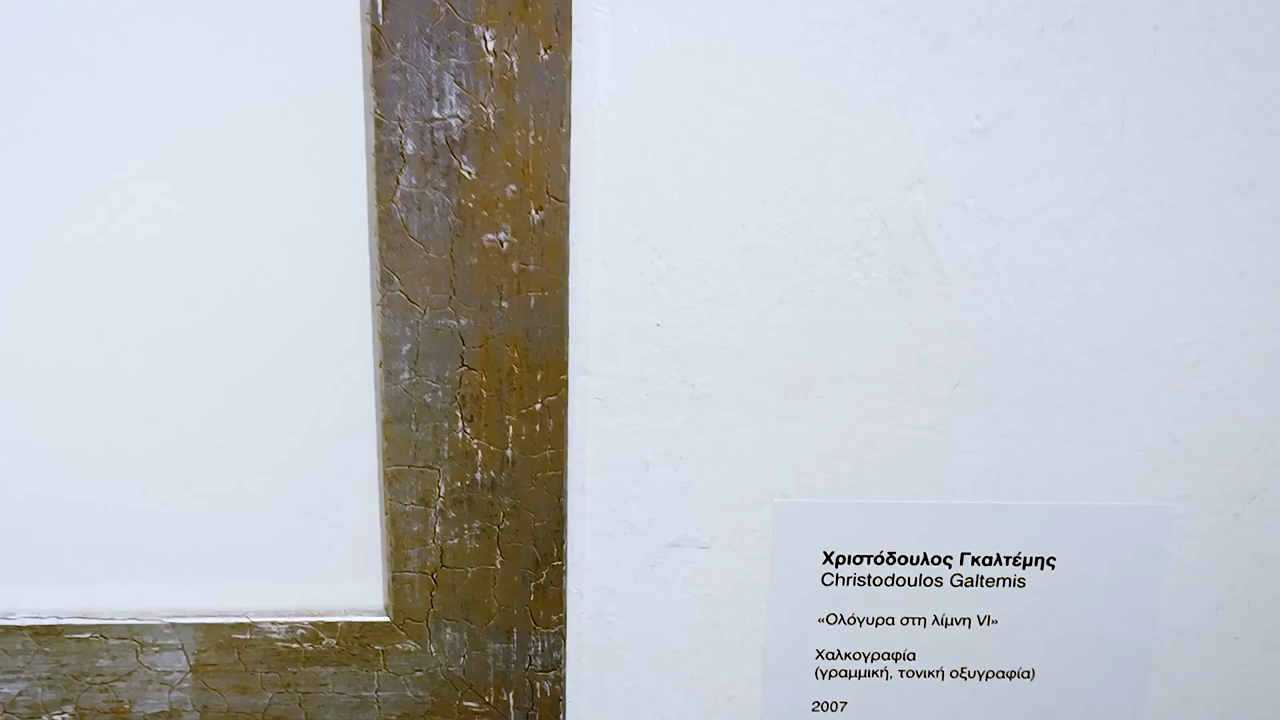 Χριστόδουλος Γκαλτέμης
Christodoulos Galtemis
«Ολόγυρα στη λίμνη VI»
Χαλκογραφία
(γραμμική, τονική οξυγραφία)
2007